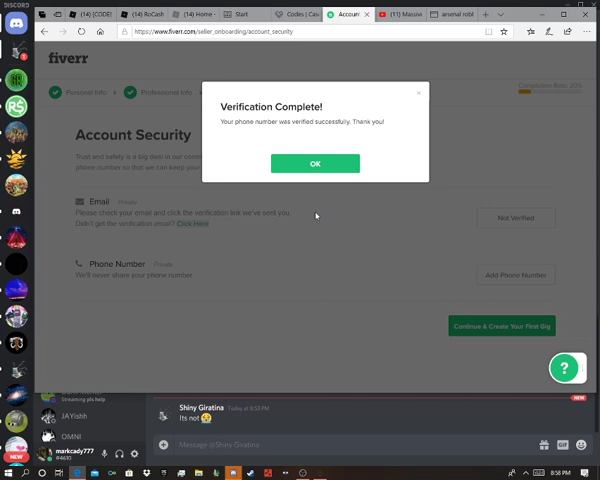 DISCORD
(14) [CODE!
(14) RoCash
(14) Home -
Start
Codes | Cas
Account
(11) Massive
arsenal robl
https://www.fiverr.com/seller_onboarding/account_security
fiverr
Personal Info
Professional Info
Completion Rate:
Verification Complete!
Your phone number was verified successfully. Thank you!
OK
Account Security
Trust and safety is a big deal in our comm
phone number so that we can keep your
Email Private
Please check your email and click the verification link we've sent you.
Didn't get the verification email? Click Here
Not Verified
Phone Number Private
We'll never share your phone number
Add Phone Number
Continue & Create Your First Gig
?
NEW
Streaming pls help
Shiny Giratina Today at 8:53 PM
Its not 😭
JAYishh
OMNI
Message @Shiny Giratina
GIF
markcady777
#4610
NEW
8:58 PM